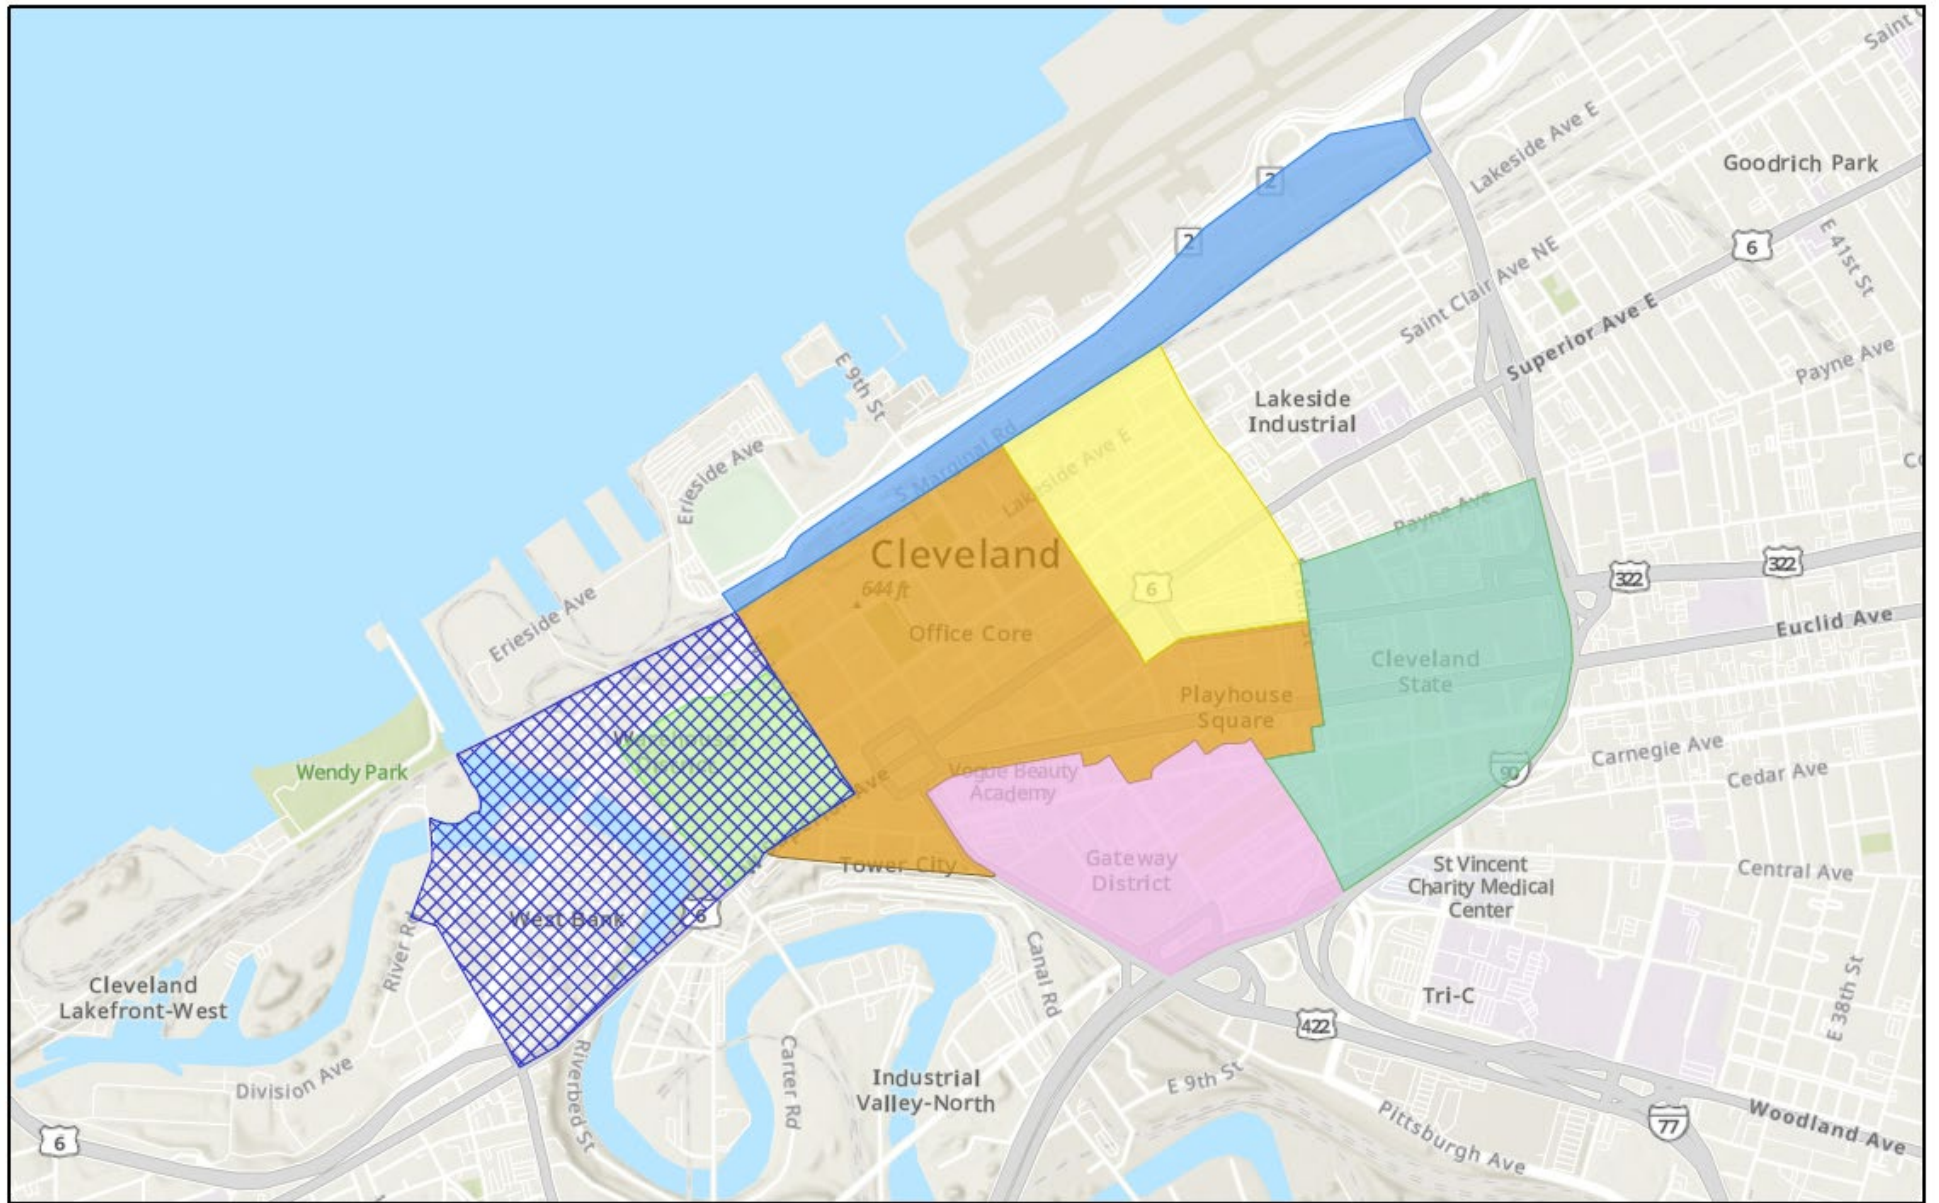 Saint C
Lakeside Ave E
Goodrich Park
2
2
6
E 41st St
Saint Clair Ave NE
Superior Ave E
Payne Ave
E 9th St
Lakeside
Industrial
Erieside Ave
S Marginal Rd
Lakeside Ave E
Payne Ave
Cleveland
644 ft
6
322
322
Office Core
Erieside Ave
Euclid Ave
Cleveland
State
Playhouse
Square
Warehouse
District
Wendy Park
Vogue Beauty
Academy
90
Carnegie Ave
Cedar Ave
Tower City
Gateway
District
St Vincent
Charity Medical
Center
Central Ave
West Bank
6
River Rd
Canal Rd
Cleveland
Lakefront-West
Tri-C
E 38th St
422
Division Ave
Riverbed St
Carter Rd
Industrial
Valley-North
E 9th St
Pittsburgh Ave
77
Woodland Ave
6